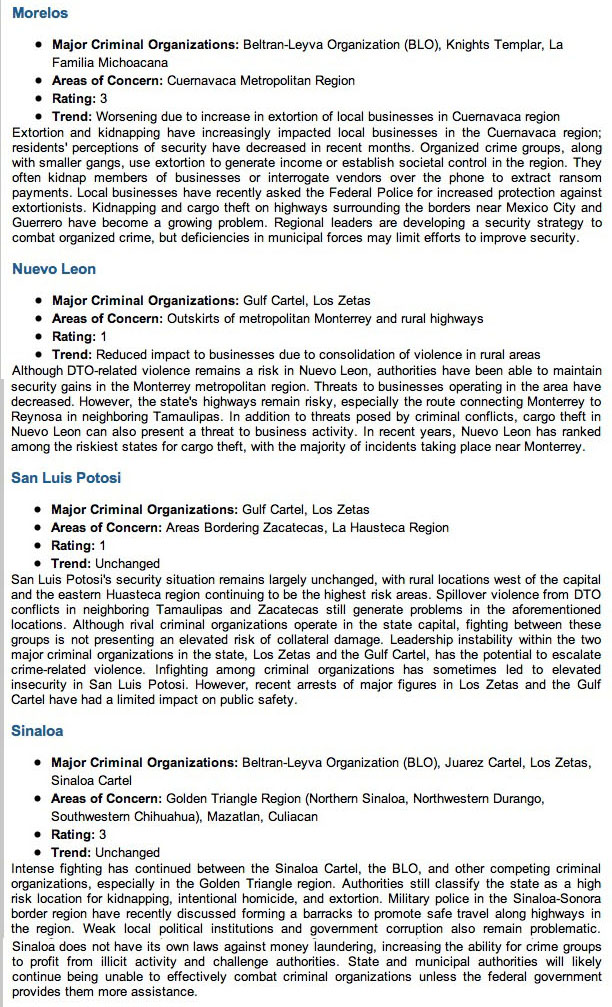 Morelos
• Major Criminal Organizations: Beltran-Leyva Organization (BLO), Knights Templar, La
Familia Michoacana
• Areas of Concern: Cuernavaca Metropolitan Region
• Rating: 3
• Trend: Worsening due to increase in extortion of local businesses in Cuernavaca region
Extortion and kidnapping have increasingly impacted local businesses in the Cuernavaca region;
residents' perceptions of security have decreased in recent months. Organized crime groups, along
with smaller gangs, use extortion to generate income or establish societal control in the region. They
often kidnap members of businesses or interrogate vendors over the phone to extract ransom
payments. Local businesses have recently asked the Federal Police for increased protection against
extortionists. Kidnapping and cargo theft on highways surrounding the borders near Mexico City and
Guerrero have become a growing problem. Regional leaders are developing a security strategy to
combat organized crime, but deficiencies in municipal forces may limit efforts to improve security.
Nuevo Leon
• Major Criminal Organizations: Gulf Cartel, Los Zetas
• Areas of Concern: Outskirts of metropolitan Monterrey and rural highways
• Rating: 1
• Trend: Reduced impact to businesses due to consolidation of violence in rural areas
Although DTO-related violence remains a risk in Nuevo Leon, authorities have been able to maintain
security gains in the Monterrey metropolitan region. Threats to businesses operating in the area have
decreased. However, the state's highways remain risky, especially the route connecting Monterrey to
Reynosa in neighboring Tamaulipas. In addition to threats posed by criminal conflicts, cargo theft in
Nuevo Leon can also present a threat to business activity. In recent years, Nuevo Leon has ranked
among the riskiest states for cargo theft, with the majority of incidents taking place near Monterrey.
San Luis Potosi
• Major Criminal Organizations: Gulf Cartel, Los Zetas
• Areas of Concern: Areas Bordering Zacatecas, La Hausteca Region
• Rating: 1
• Trend: Unchanged
San Luis Potosi's security situation remains largely unchanged, with rural locations west of the capital
and the eastern Huasteca region continuing to be the highest risk areas. Spillover violence from DTO
conflicts in neighboring Tamaulipas and Zacatecas still generate problems in the aforementioned
locations. Although rival criminal organizations operate in the state capital, fighting between these
groups is not presenting an elevated risk of collateral damage. Leadership instability within the two
major criminal organizations in the state, Los Zetas and the Gulf Cartel, has the potential to escalate
crime-related violence. Infighting among criminal organizations has sometimes led to elevated
insecurity in San Luis Potosi. However, recent arrests of major figures in Los Zetas and the Gulf
Cartel have had a limited impact on public safety.
Sinaloa
• Major Criminal Organizations: Beltran-Leyva Organization (BLO), Juarez Cartel, Los Zetas,
Sinaloa Cartel
• Areas of Concern: Golden Triangle Region (Northern Sinaloa, Northwestern Durango,
Southwestern Chihuahua), Mazatlan, Culiacan
• Rating: 3
• Trend: Unchanged
Intense fighting has continued between the Sinaloa Cartel, the BLO, and other competing criminal
organizations, especially in the Golden Triangle region. Authorities still classify the state as a high
risk location for kidnapping, intentional homicide, and extortion. Military police in the Sinaloa-Sonora
border region have recently discussed forming a barracks to promote safe travel along highways in
the region. Weak local political institutions and government corruption also remain problematic.
Sinaloa does not have its own laws against money laundering, increasing the ability for crime groups
to profit from illicit activity and challenge authorities. State and municipal authorities will likely
continue being unable to effectively combat criminal organizations unless the federal government
provides them more assistance.